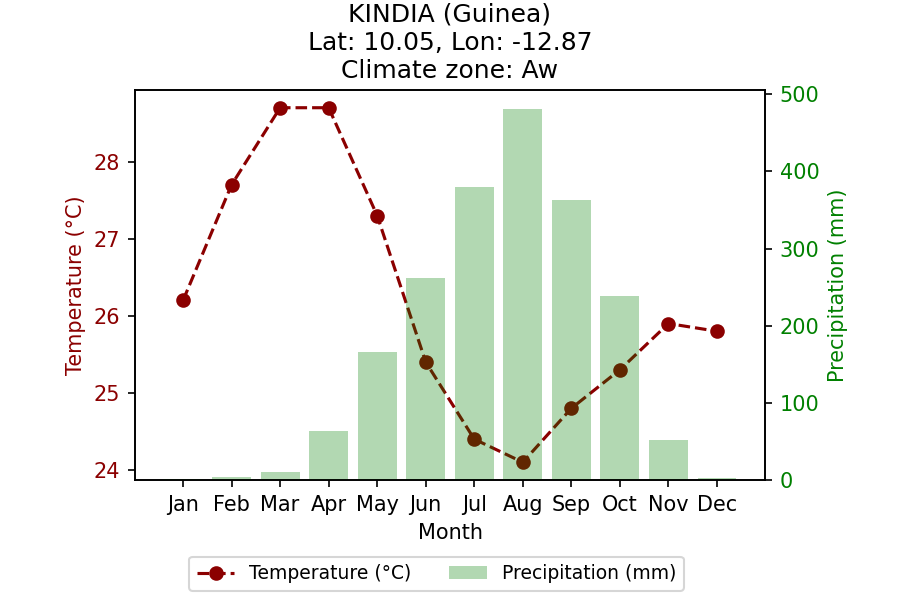 KINDIA (Guinea)
Lat: 10.05, Lon: -12.87
Climate zone: Aw
Temperature (°C)
28
27
26
25
24
500
400
300
200
100
0
Precipitation (mm)
Jan Feb Mar Apr May Jun Jul Aug Sep Oct Nov Dec
Month
Temperature (°C) Precipitation (mm)